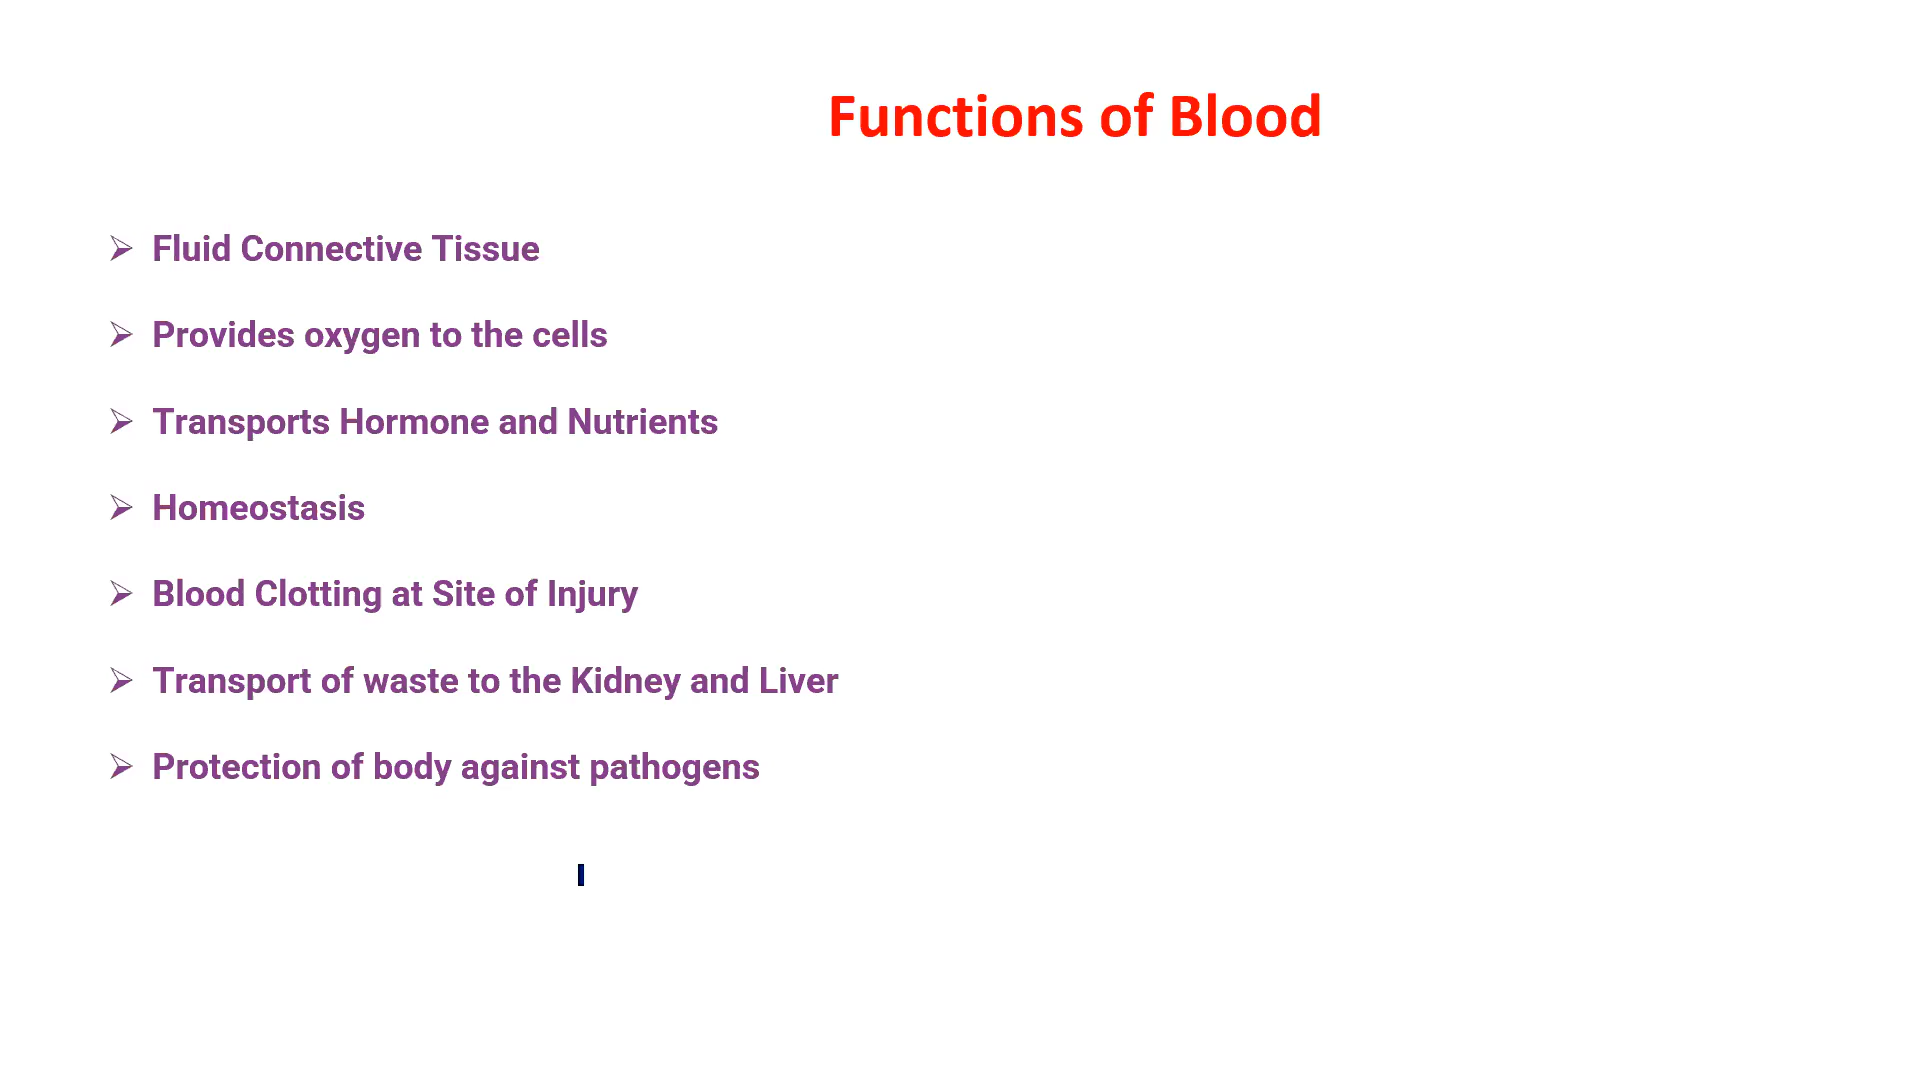 Functions of Blood
Fluid Connective Tissue
Provides oxygen to the cells
Transports Hormone and Nutrients
Homeostasis
Blood Clotting at Site of Injury
Transport of waste to the Kidney and Liver
Protection of body against pathogens